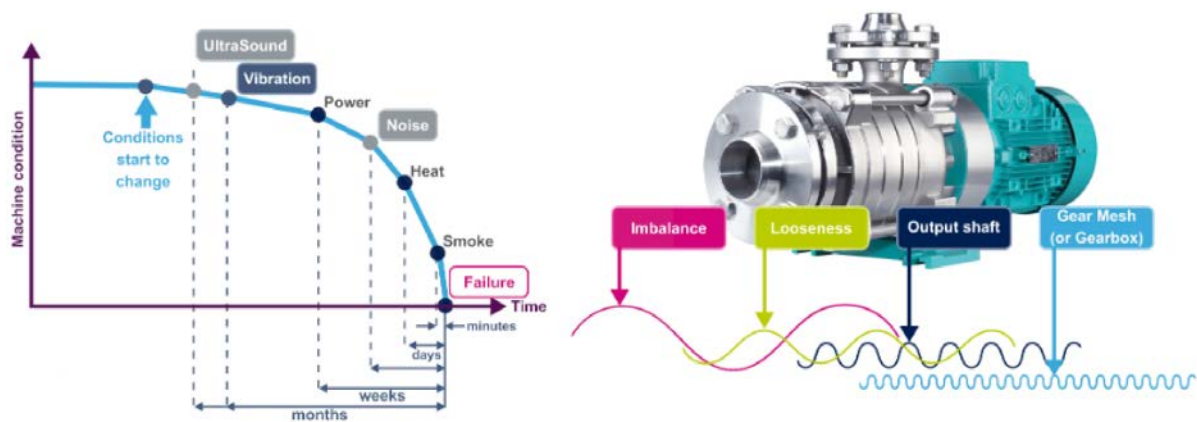 UltraSound
Vibration
Power
Noise
Conditions
start to
change
Heat
Smoke
Failure
Machine condition
Time
minutes
days
weeks
months
Imbalance
Looseness
Output shaft
Gear Mesh
(or Gearbox)